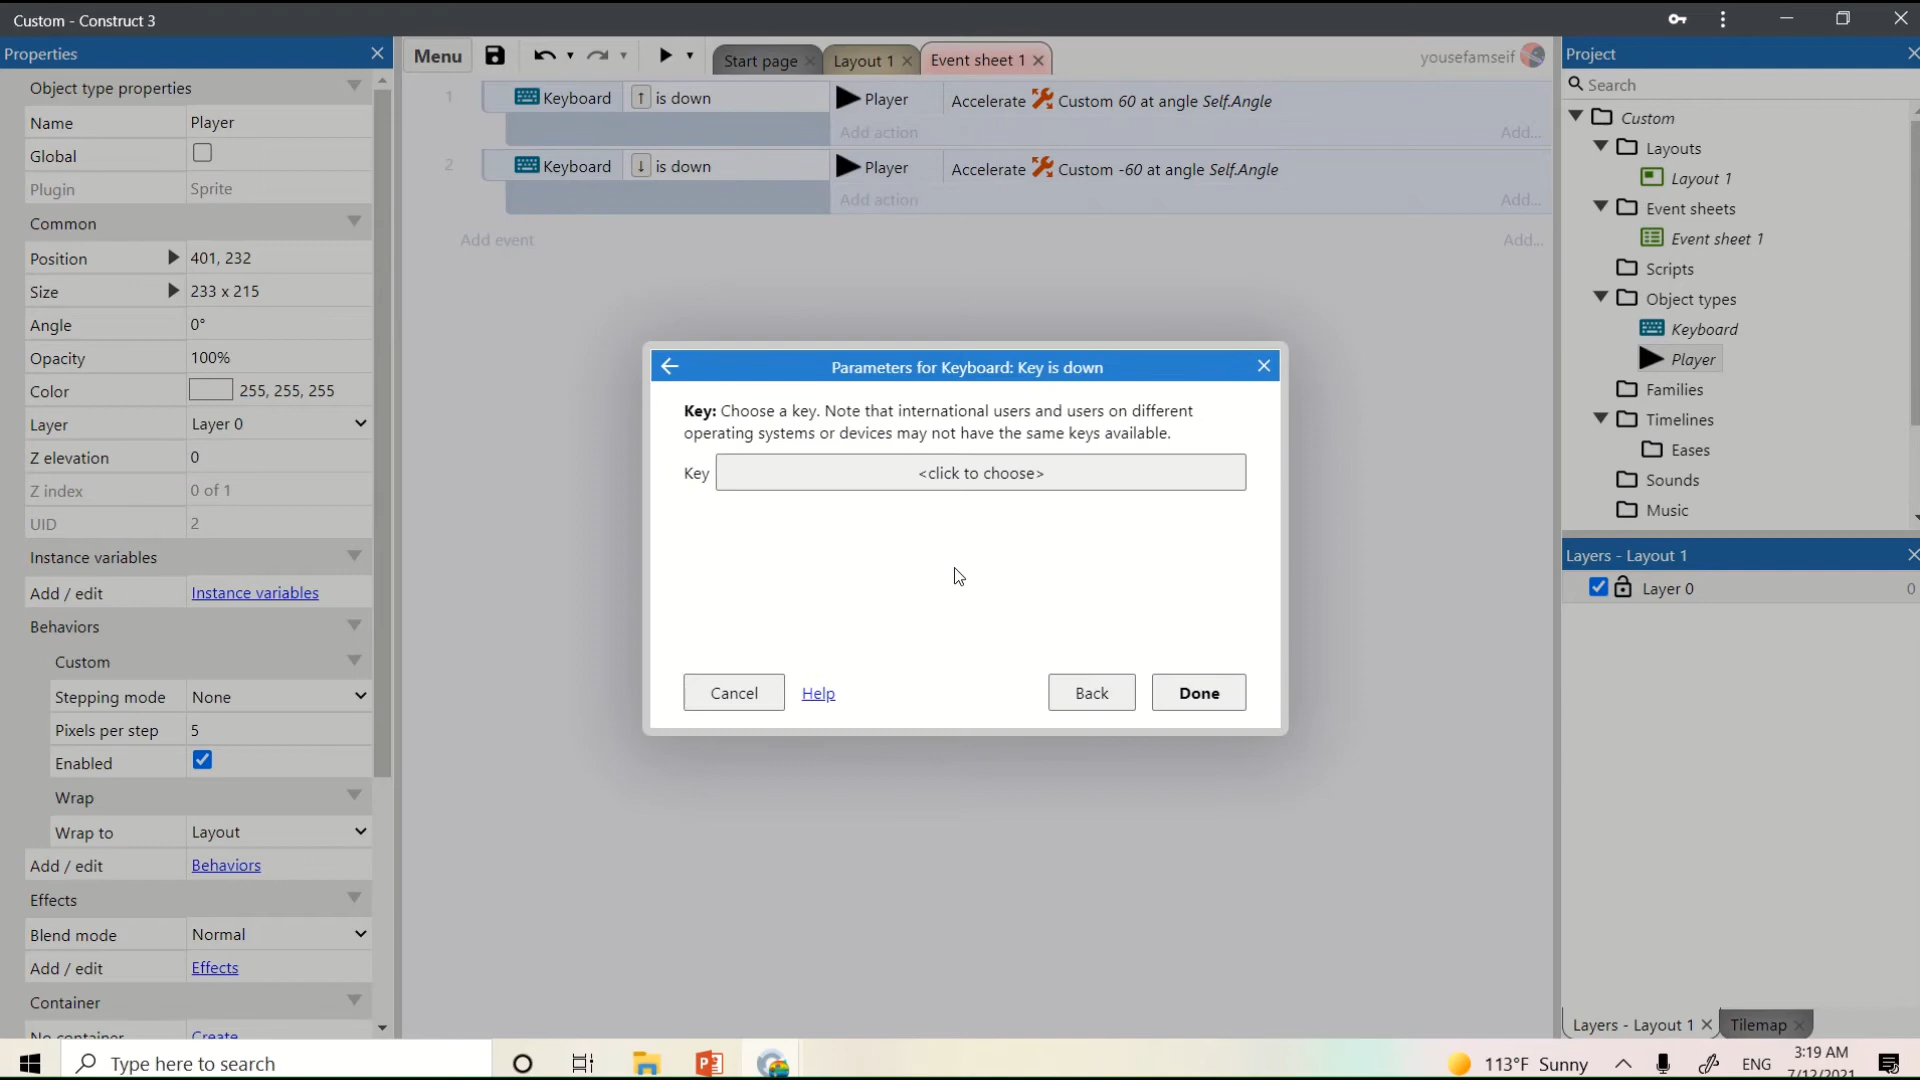 Custom - Construct 3
Properties
Object type properties
Name Player
Global
Plugin Sprite
Common
Position 401, 232
Size 233 x 215
Angle 0°
Opacity 100%
Color 255, 255, 255
Layer Layer 0
Z elevation 0
Z index 0 of 1
UID 2
Instance variables
Add / edit Instance variables
Behaviors
Custom
Stepping mode None
Pixels per step 5
Enabled
Wrap
Wrap to Layout
Add / edit Behaviors
Effects
Blend mode Normal
Add / edit Effects
Container
No container Create
Menu
Start page
Layout 1
Event sheet 1
yousefamseif
1 Keyboard ↑ is down Player Accelerate Custom 60 at angle Self.Angle
Add action Add...
2 Keyboard ↓ is down Player Accelerate Custom -60 at angle Self.Angle
Add action Add...
Add event Add...
Parameters for Keyboard: Key is down
Key: Choose a key. Note that international users and users on different
operating systems or devices may not have the same keys available.
Key <click to choose>
Cancel Help Back Done
Project
Search
Custom
Layouts
Layout 1
Event sheets
Event sheet 1
Scripts
Object types
Keyboard
Player
Families
Timelines
Eases
Sounds
Music
Layers - Layout 1
Layer 0 0
Layers - Layout 1 Tilemap
Type here to search
113°F Sunny
ENG
3:19 AM
7/12/2021